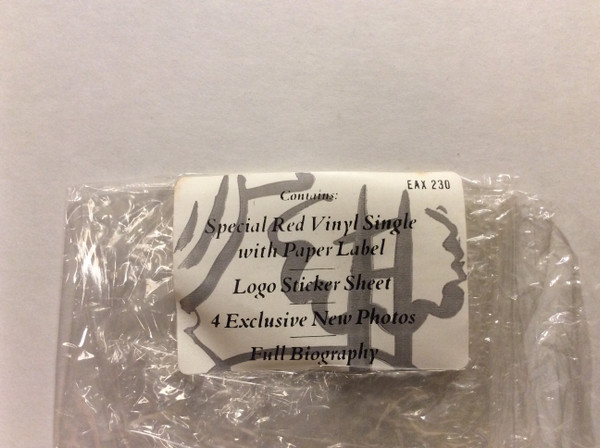 EAX 230
Contains:
Special Red Vinyl Single
with Paper Label
Logo Sticker Sheet
4 Exclusive New Photos
Full Biography